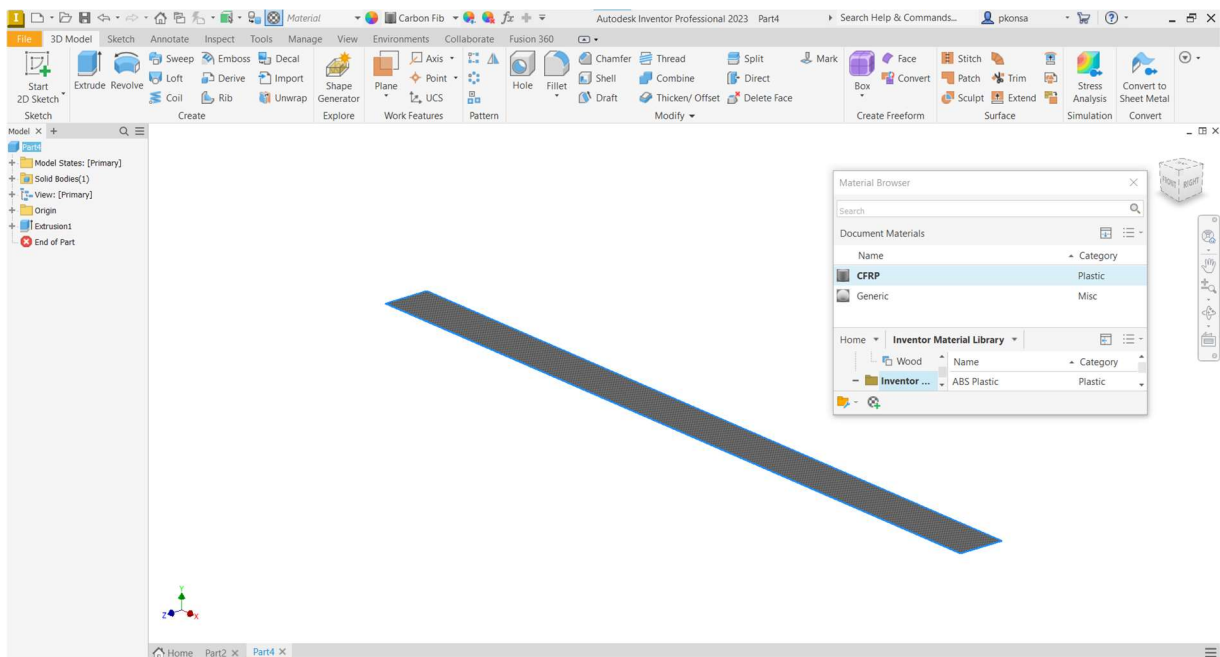 Material
Carbon Fib
Autodesk Inventor Professional 2023 Part4
Search Help & Commands...
pkonsa
File 3D Model Sketch Annotate Inspect Tools Manage View Environments Collaborate Fusion 360
Start
2D Sketch
Extrude Revolve
Sweep Emboss Decal
Loft Derive Import
Coil Rib Unwrap
Shape
Generator
Plane
Axis
Point
UCS
Hole Fillet
Chamfer Thread Split Mark
Shell Combine Direct
Draft Thicken/ Offset Delete Face
Box
Face
Convert
Stitch
Patch Trim
Sculpt Extend
Stress
Analysis
Convert to
Sheet Metal
Sketch Create Explore Work Features Pattern Modify Create Freeform Surface Simulation Convert
Model
Part4
Model States: [Primary]
Solid Bodies(1)
View: [Primary]
Origin
Extrusion1
End of Part
Material Browser
Search
Document Materials
Name Category
CFRP Plastic
Generic Misc
Home Inventor Material Library
Wood Name Category
Inventor ... ABS Plastic Plastic
FRONT RIGHT
Y
Z X
Home Part2 Part4